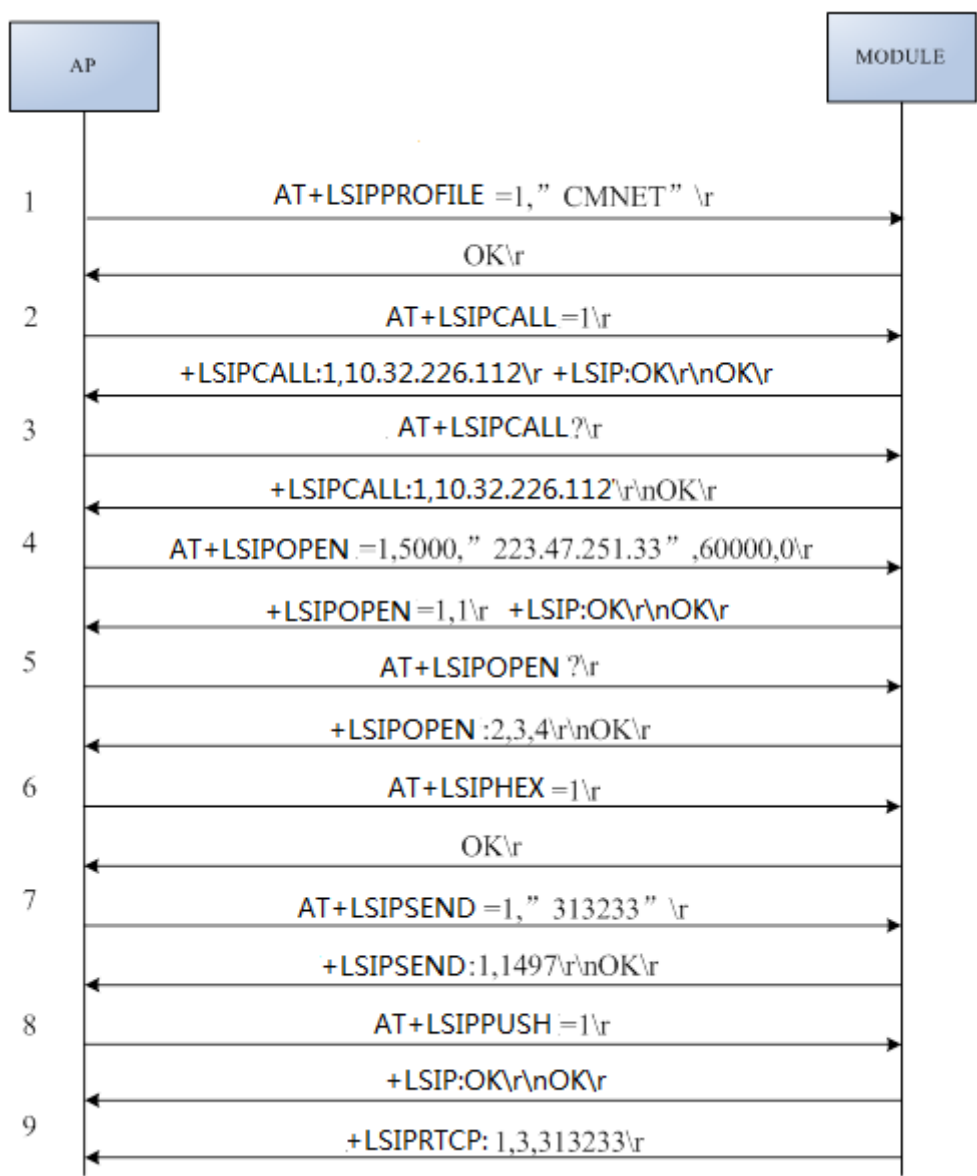 AP
MODULE
1
AT+LSIPPROFILE =1,” CMNET” \r
OK\r
2
AT+LSIPCALL =1\r
+LSIPCALL:1,10.32.226.112\r +LSIP:OK\r\nOK\r
3
AT+LSIPCALL?\r
+LSIPCALL:1,10.32.226.112'\r\nOK\r
4
AT+LSIPOPEN =1,5000,” 223.47.251.33” ,60000,0\r
+LSIPOPEN =1,1\r +LSIP:OK\r\nOK\r
5
AT+LSIPOPEN ?\r
+LSIPOPEN :2,3,4\r\nOK\r
6
AT+LSIPHEX =1\r
OK\r
7
AT+LSIPSEND =1,” 313233” \r
+LSIPSEND:1,1497\r\nOK\r
8
AT+LSIPPUSH =1\r
+LSIP:OK\r\nOK\r
9
+LSIPRTCP: 1,3,313233\r